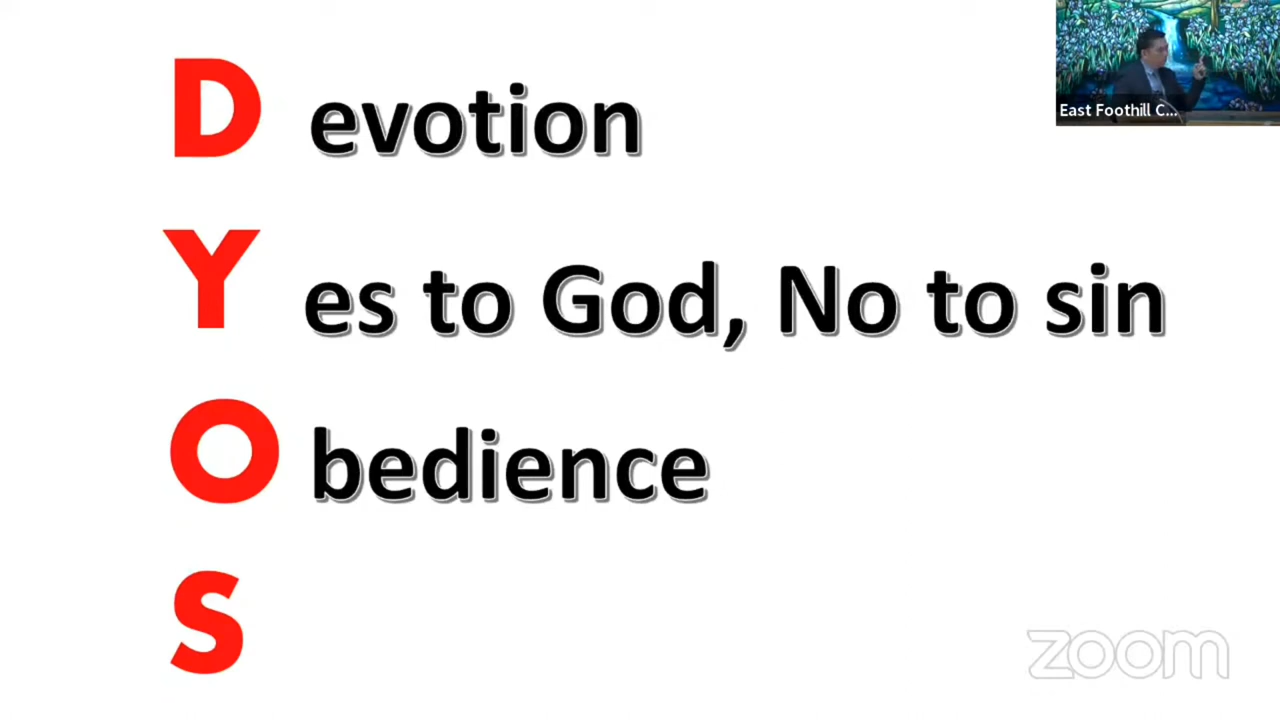 Devotion
East Foothill C...
Yes to God, No to sin
Obedience
S
zoom